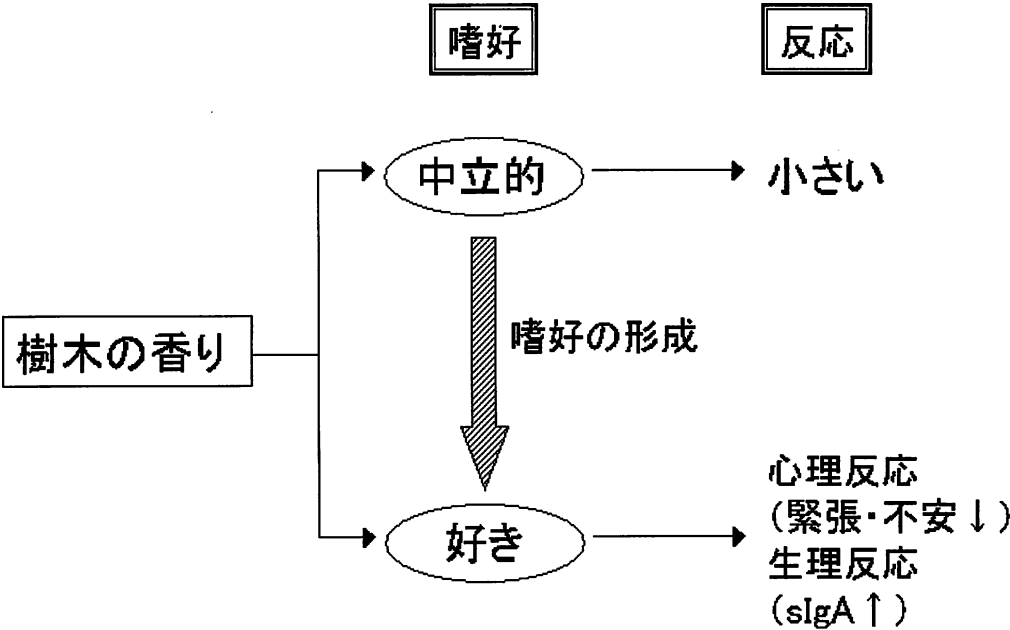 嗜好
反応
中立的
小さい
樹木の香り
嗜好の形成
好き
心理反応
(緊張・不安↓)
生理反応
(sIgA↑)